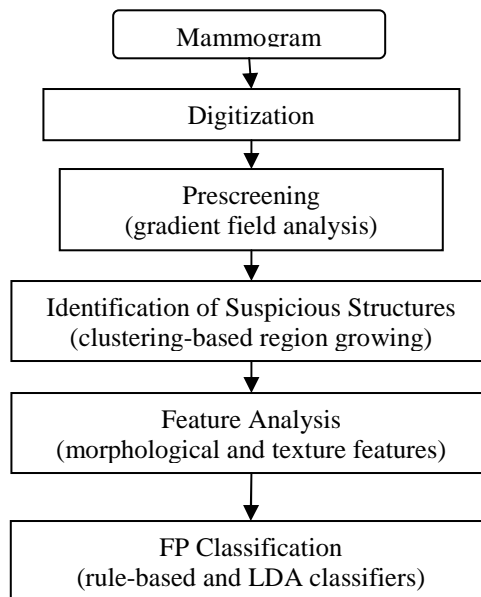 Mammogram
Digitization
Prescreening
(gradient field analysis)
Identification of Suspicious Structures
(clustering-based region growing)
Feature Analysis
(morphological and texture features)
FP Classification
(rule-based and LDA classifiers)